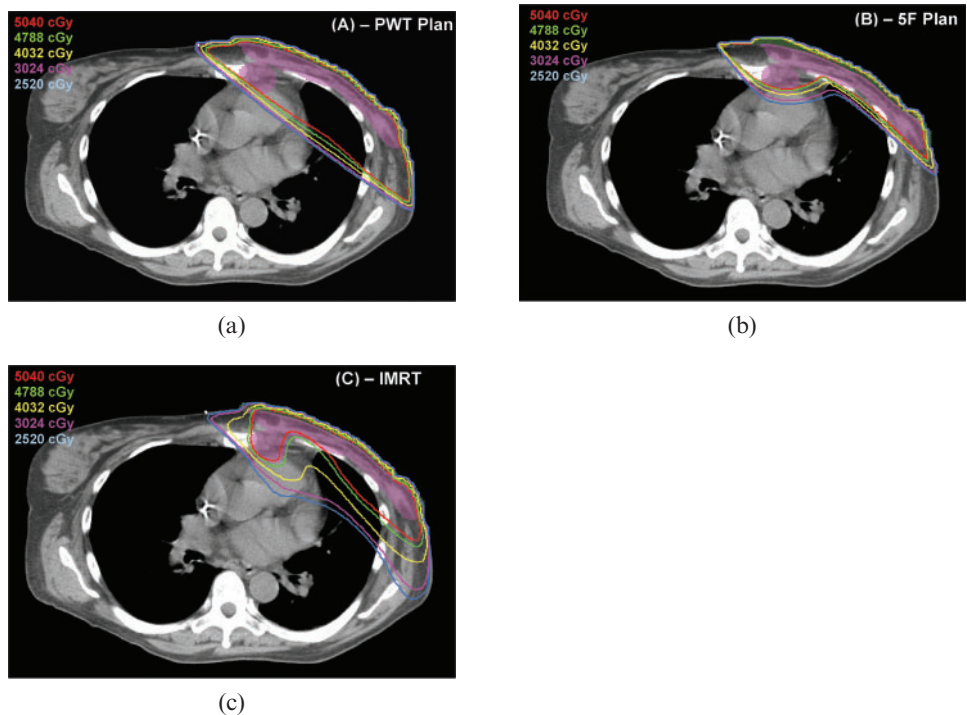 5040 cGy
4788 cGy
4032 cGy
3024 cGy
2520 cGy
(A) – PWT Plan
(a)
5040 cGy
4788 cGy
4032 cGy
3024 cGy
2520 cGy
(B) – 5F Plan
(b)
5040 cGy
4788 cGy
4032 cGy
3024 cGy
2520 cGy
(C) – IMRT
(c)